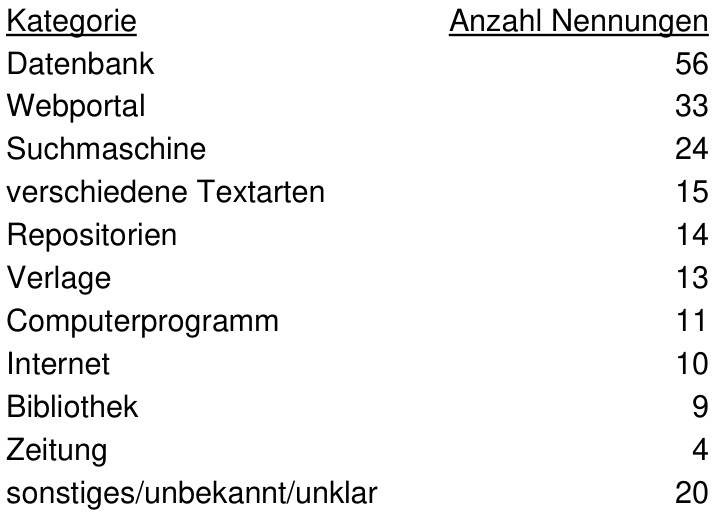 Kategorie Anzahl Nennungen
Datenbank 56
Webportal 33
Suchmaschine 24
verschiedene Textarten 15
Repositorien 14
Verlage 13
Computerprogramm 11
Internet 10
Bibliothek 9
Zeitung 4
sonstiges/unbekannt/unklar 20